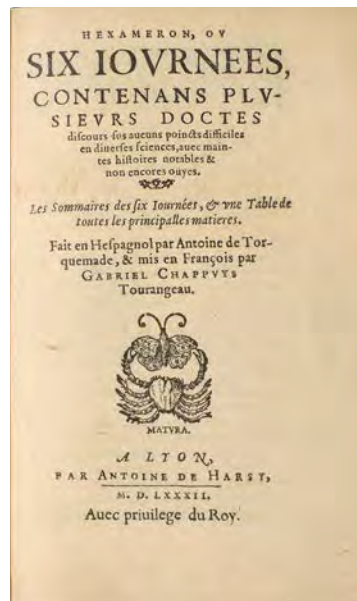 HEXAMERON, OV
SIX IOVRNEES,
CONTENANS PLV-
SIEVRS DOCTES
discours sus aucuns poincts difficiles
en diuerses sciences, auec main-
tes histoires notables &
non encores ouyes.
Les Sommaires des six Iournées, & vne Table de
toutes les principalles matieres.
Fait en Hespagnol par Antoine de Tor-
quemade, & mis en François par
GABRIEL CHAPPVYS
Tourangeau.
MATVRA.
A LYON,
PAR ANTOINE DE HARSY,
M. D. LXXXII.
Auec priuilege du Roy.